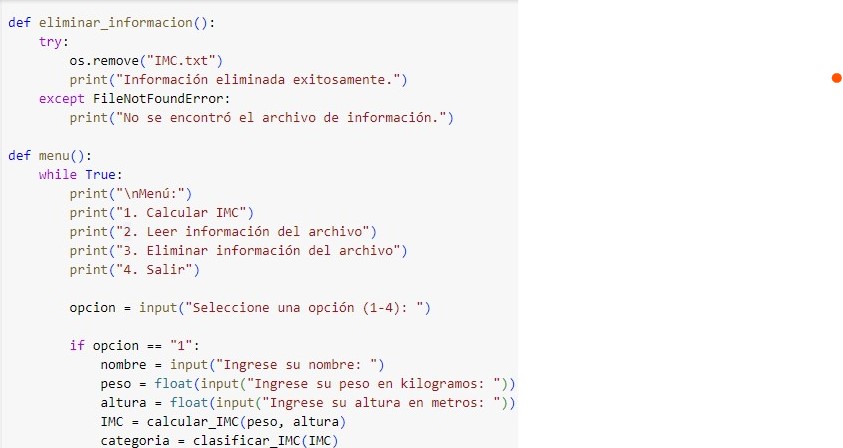 def eliminar_informacion():
    try:
        os.remove("IMC.txt")
        print("Información eliminada exitosamente.")
    except FileNotFoundError:
        print("No se encontró el archivo de información.")

def menu():
    while True:
        print("\nMenú:")
        print("1. Calcular IMC")
        print("2. Leer información del archivo")
        print("3. Eliminar información del archivo")
        print("4. Salir")

        opcion = input("Seleccione una opción (1-4): ")

        if opcion == "1":
            nombre = input("Ingrese su nombre: ")
            peso = float(input("Ingrese su peso en kilogramos: "))
            altura = float(input("Ingrese su altura en metros: "))
            IMC = calcular_IMC(peso, altura)
            categoria = clasificar_IMC(IMC)